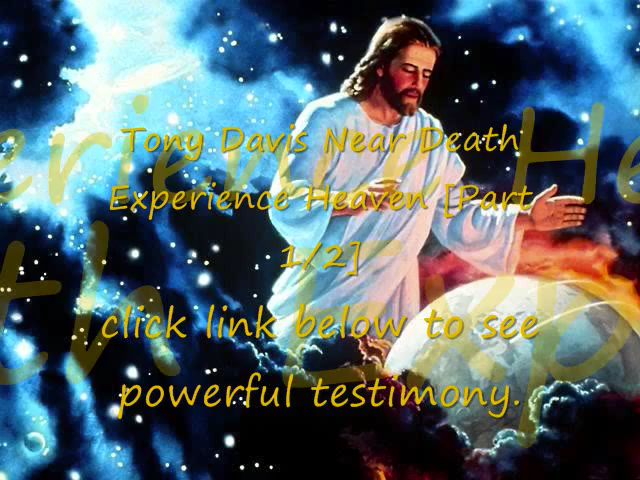 Tony Davis Near Death
Experience Heaven [Part
1/2]
click link below to see
powerful testimony.